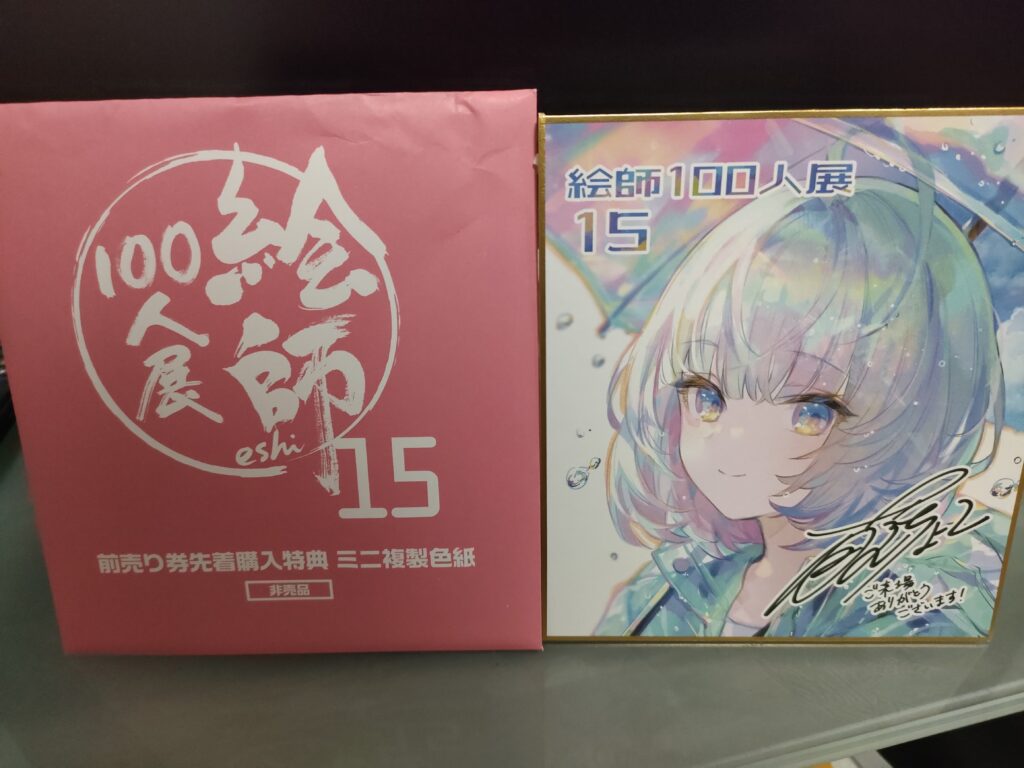 絵師
100人展
eshi
15
前売り券先着購入特典 ミニ複製色紙
非売品
絵師100人展
15
ご来場
ありがとう
ございます!